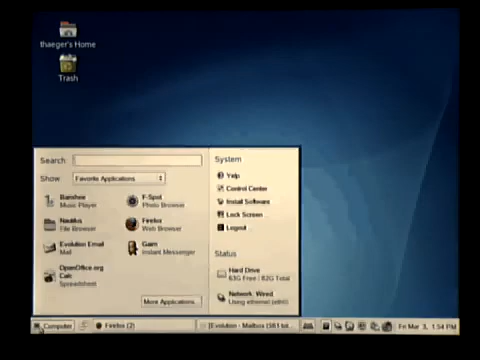 thaeger's Home
Trash
Search:
Show: Favorite Applications
Banshee
Music Player
F-Spot
Photo Browser
Nautilus
File Browser
Firefox
Web Browser
Evolution Email
Mail
Gaim
Instant Messenger
OpenOffice.org
Calc
Spreadsheet
More Applications...
System
Yelp
Control Center
Install Software
Lock Screen
Logout
Status
Hard Drive
63G Free / 82G Total
Network: Wired
Using ethernet (eth0)
Computer
Firefox (2)
[Evolution - Mailbox (581 tot...
Fri Mar 3, 1:54 PM